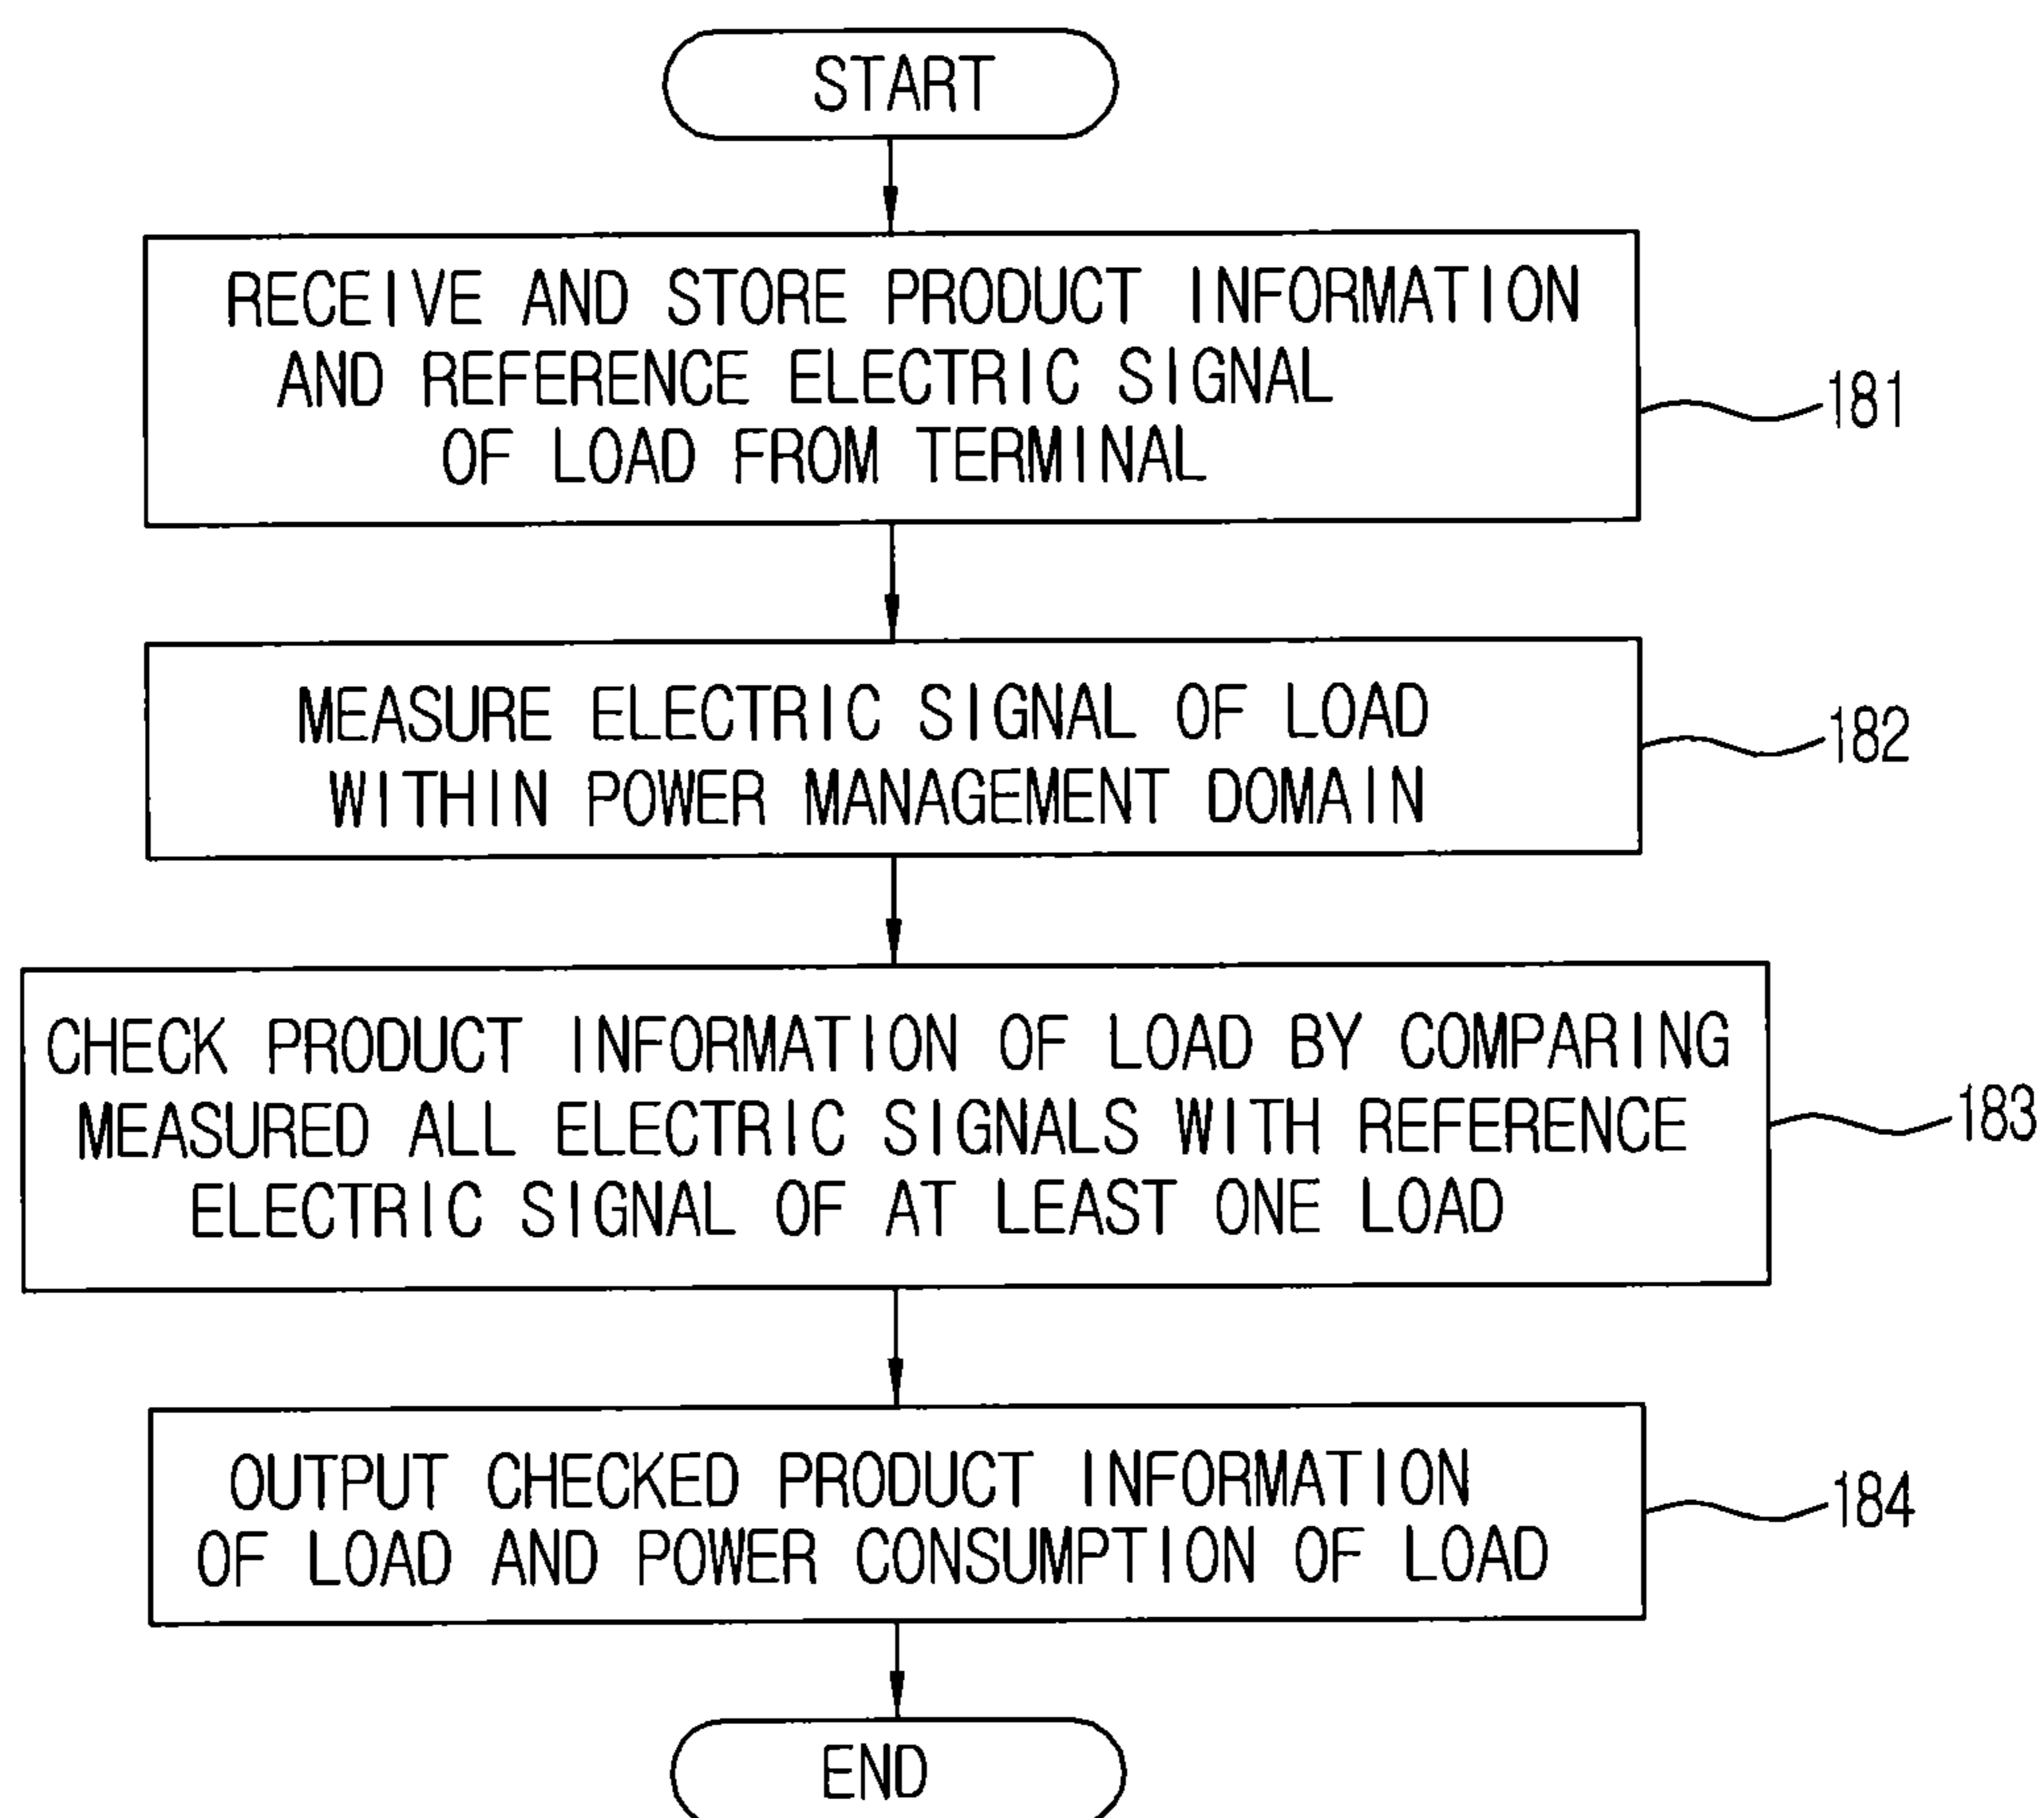 START
RECEIVE AND STORE PRODUCT INFORMATION
AND REFERENCE ELECTRIC SIGNAL
OF LOAD FROM TERMINAL
181
MEASURE ELECTRIC SIGNAL OF LOAD
WITHIN POWER MANAGEMENT DOMAIN
182
CHECK PRODUCT INFORMATION OF LOAD BY COMPARING
MEASURED ALL ELECTRIC SIGNALS WITH REFERENCE
ELECTRIC SIGNAL OF AT LEAST ONE LOAD
183
OUTPUT CHECKED PRODUCT INFORMATION
OF LOAD AND POWER CONSUMPTION OF LOAD
184
END